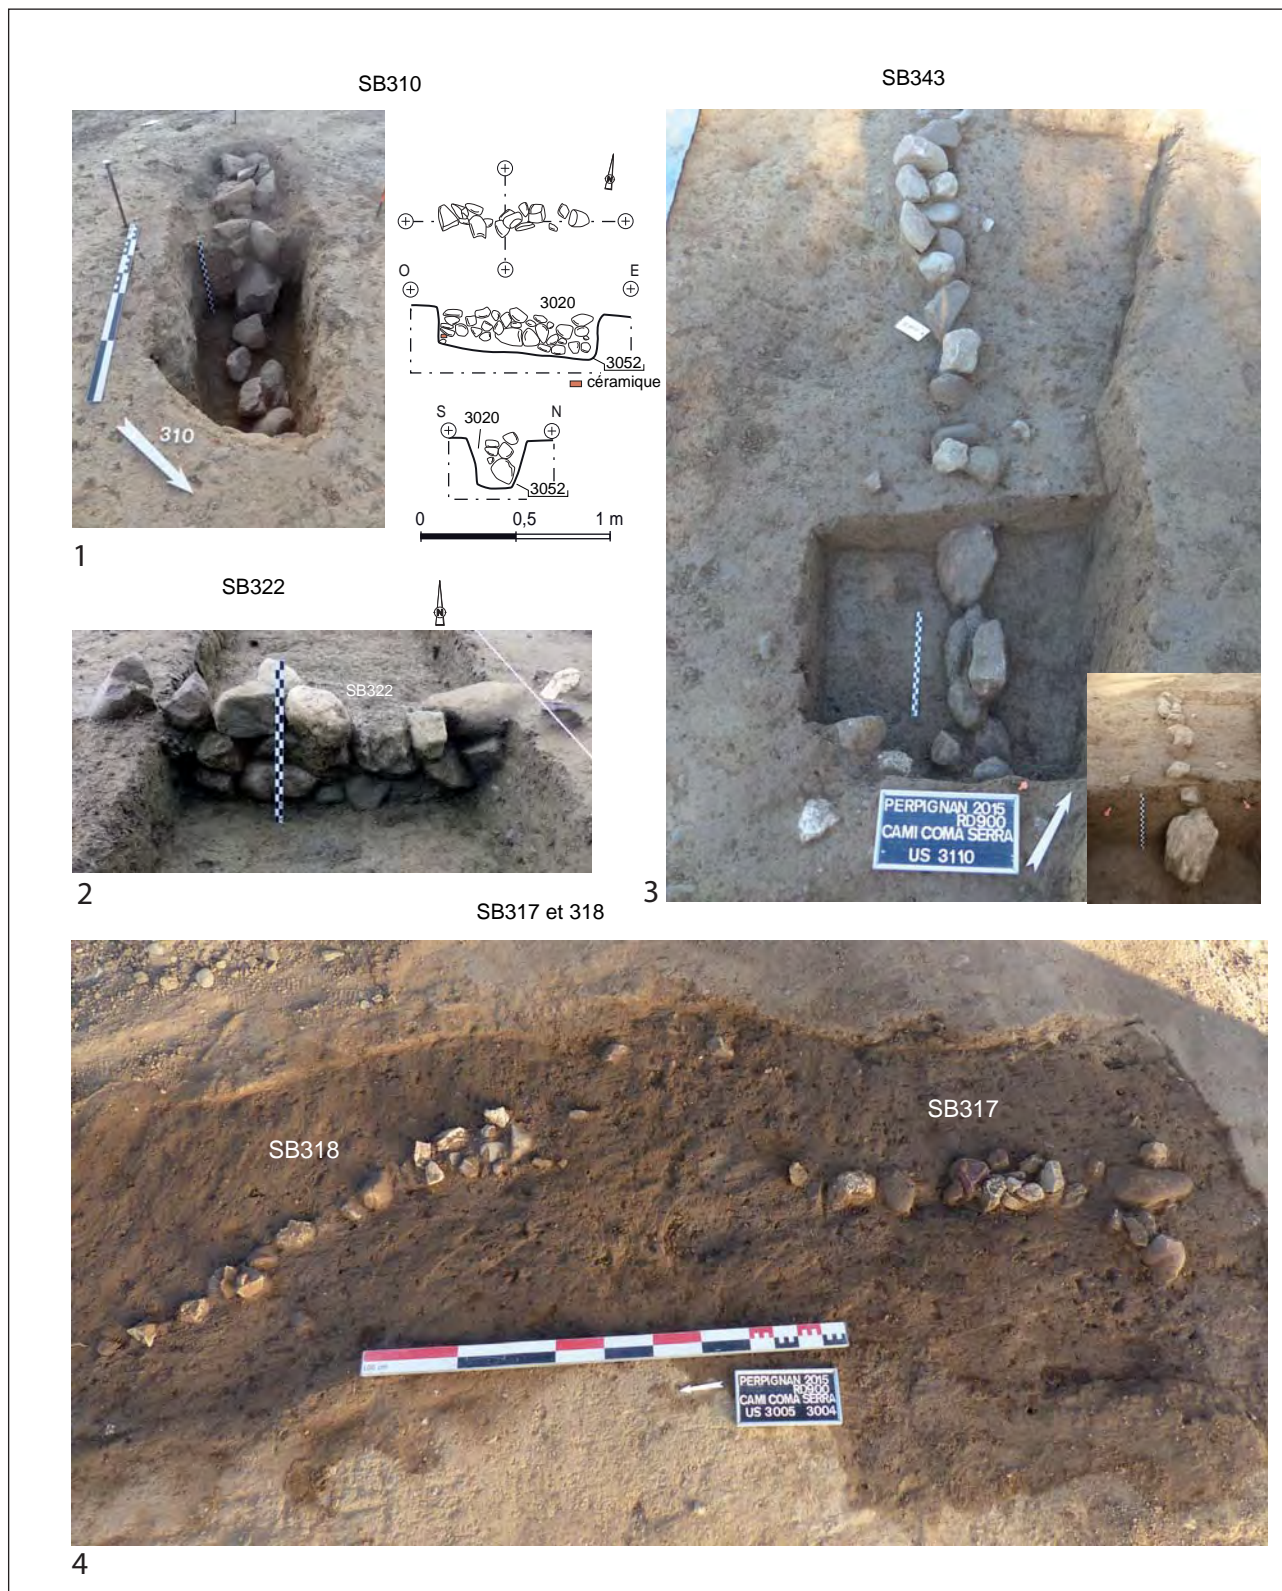 SB310
SB343
310
O
E
3020
3052
céramique
S
N
3020
3052
0
0,5
1 m
1
SB322
N
SB322
2
PERPIGNAN 2015
RD900
CAMI COMA SERRA
US 3110
3
SB317 et 318
SB318
SB317
100 cm
PERPIGNAN 2015
RD900
CAMI COMA SERRA
US 3005 3004
4